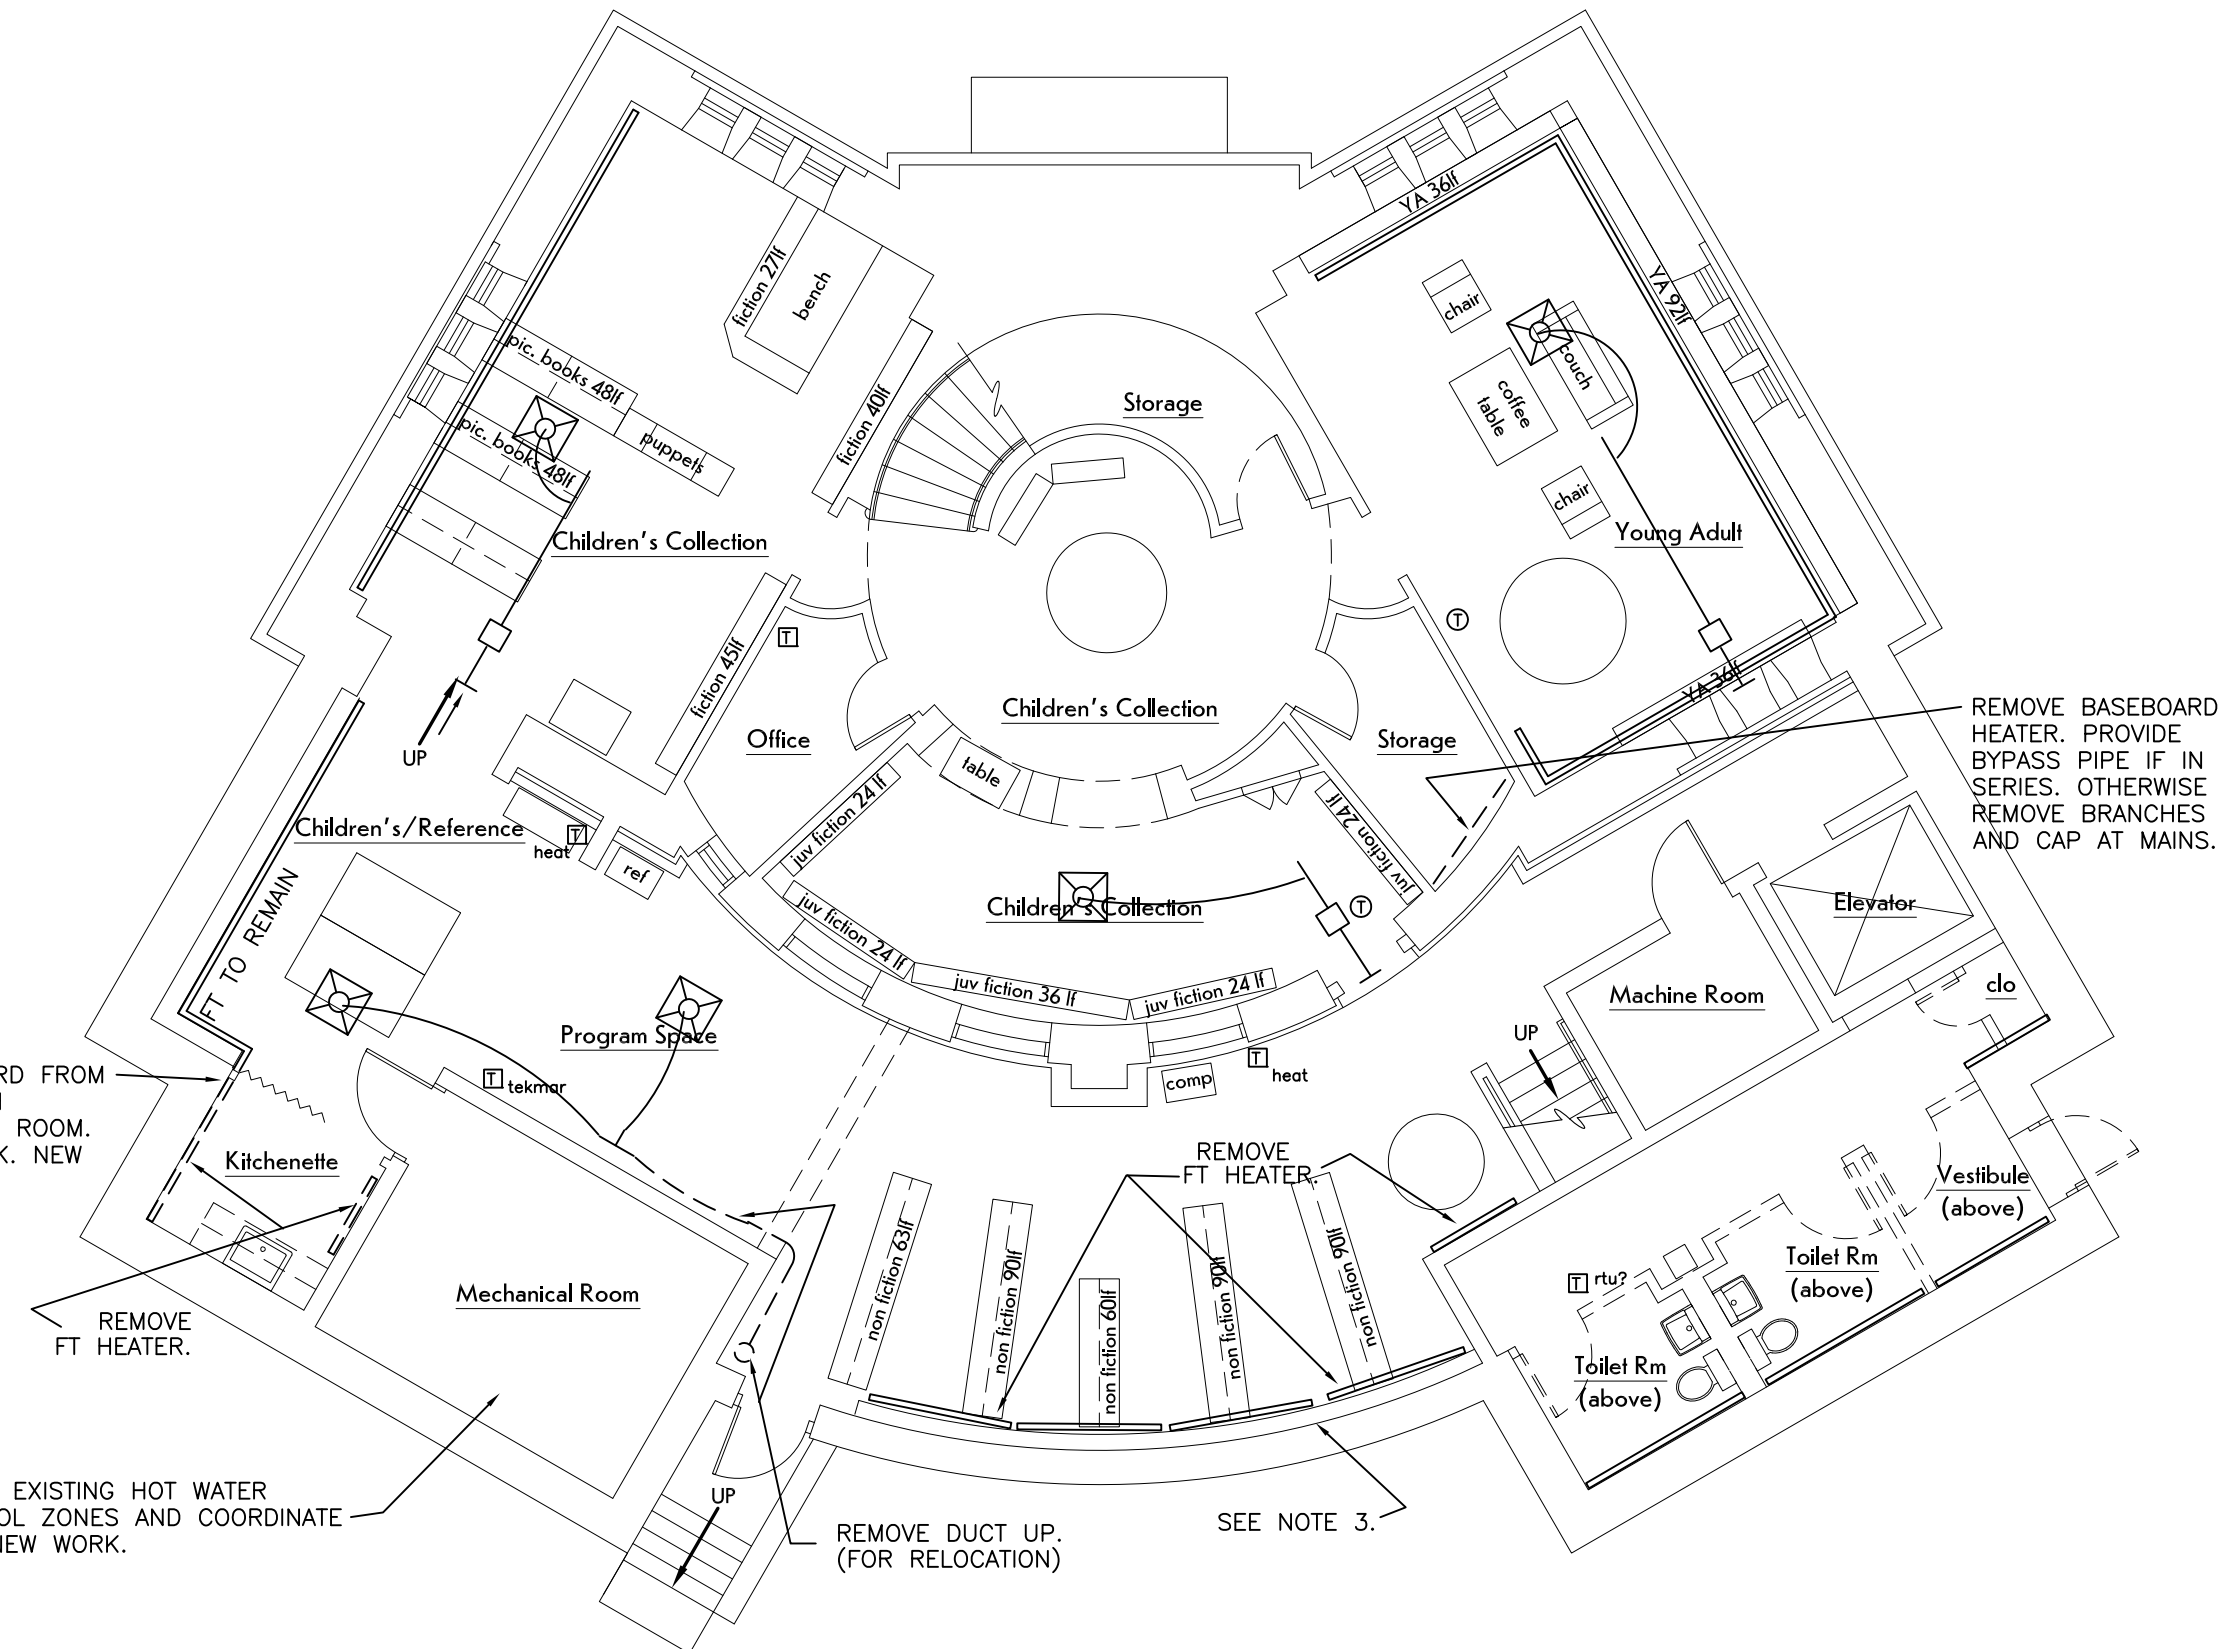 YA 36lf
fiction 27lf
bench
YA 92lf
chair
pic. books 48lf
couch
coffee
table
fiction 40lf
Storage
pic. books 48lf
puppets
chair
Children's Collection
Young Adult
T
T
fiction 45lf
YA 36lf
Children's Collection
Office
Storage
UP
table
REMOVE BASEBOARD
HEATER. PROVIDE
BYPASS PIPE IF IN
SERIES. OTHERWISE
REMOVE BRANCHES
AND CAP AT MAINS.
juv fiction 24 lf
juv fiction 24 lf
Children's/Reference
T
heat
ref
Children's Collection
T
Elevator
FT TO REMAIN
juv fiction 24 lf
juv fiction 36 lf
juv fiction 24 lf
Machine Room
clo
Program Space
UP
T
heat
T
tekmar
comp
RD FROM
ROOM.
K. NEW
Kitchenette
REMOVE
FT HEATER.
Vestibule
(above)
non fiction 63lf
non fiction 90lf
non fiction 60lf
non fiction 90lf
non fiction 90lf
Toilet Rm
(above)
T
rtu?
Mechanical Room
REMOVE
FT HEATER.
Toilet Rm
(above)
EXISTING HOT WATER
OL ZONES AND COORDINATE
NEW WORK.
UP
REMOVE DUCT UP.
(FOR RELOCATION)
SEE NOTE 3.